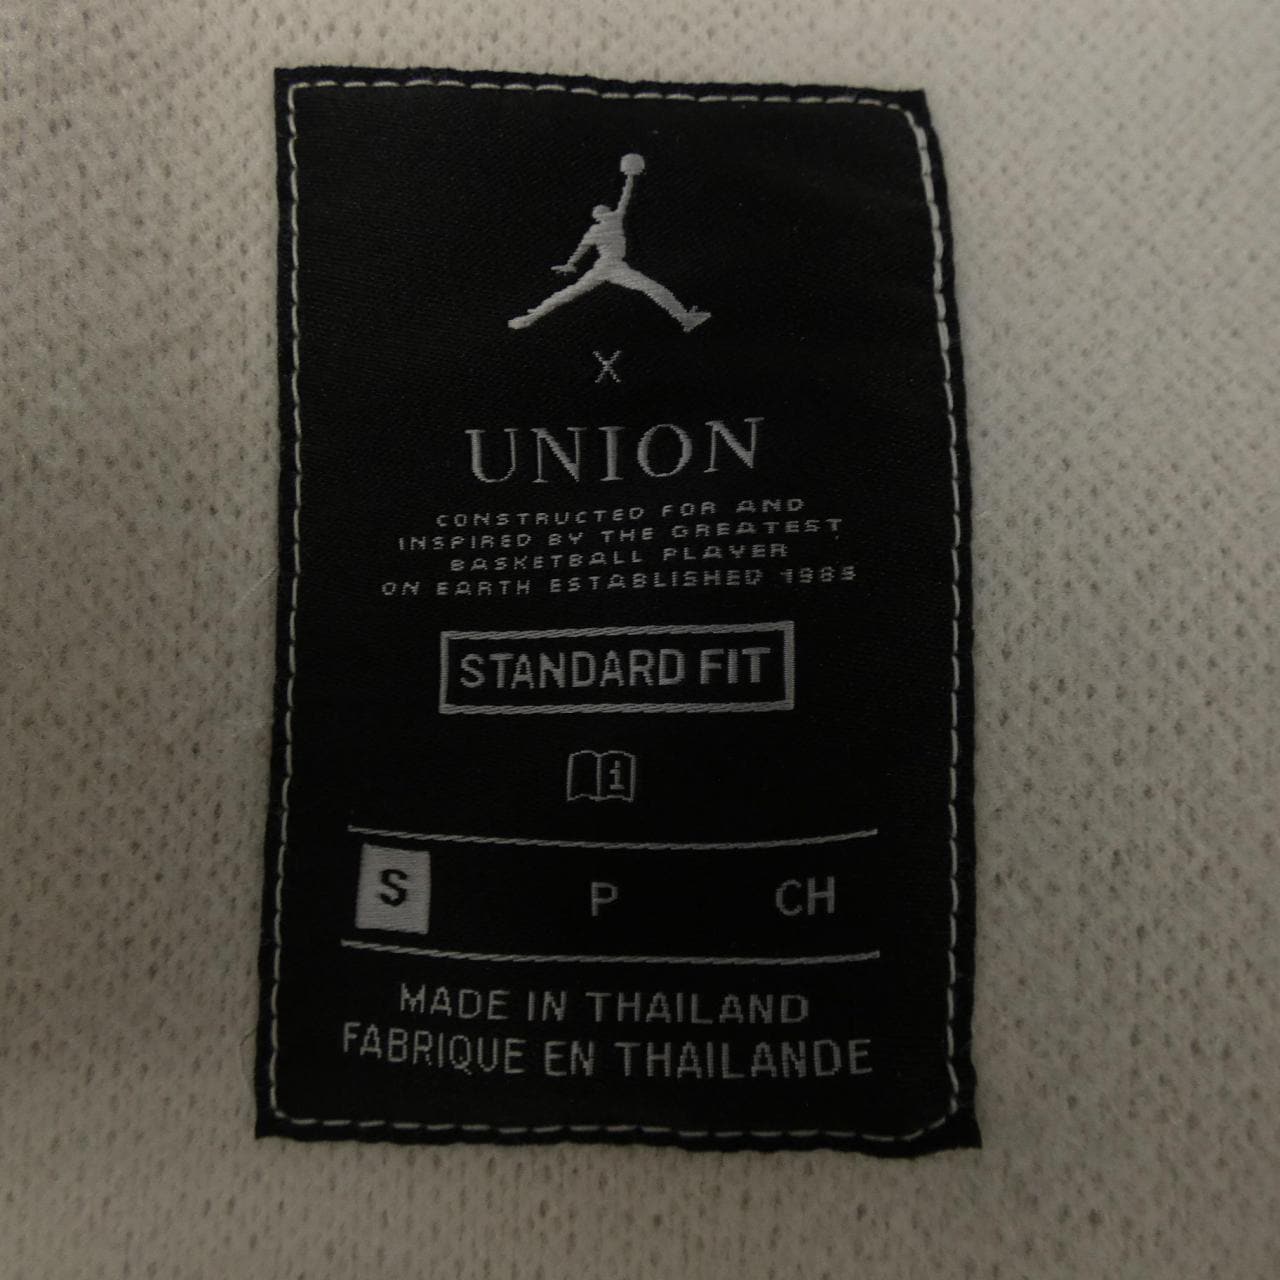 X
UNION
CONSTRUCTED FOR AND
INSPIRED BY THE GREATEST
BASKETBALL PLAYER
ON EARTH ESTABLISHED 1985
STANDARD FIT
i
S P CH
MADE IN THAILAND
FABRIQUE EN THAILANDE